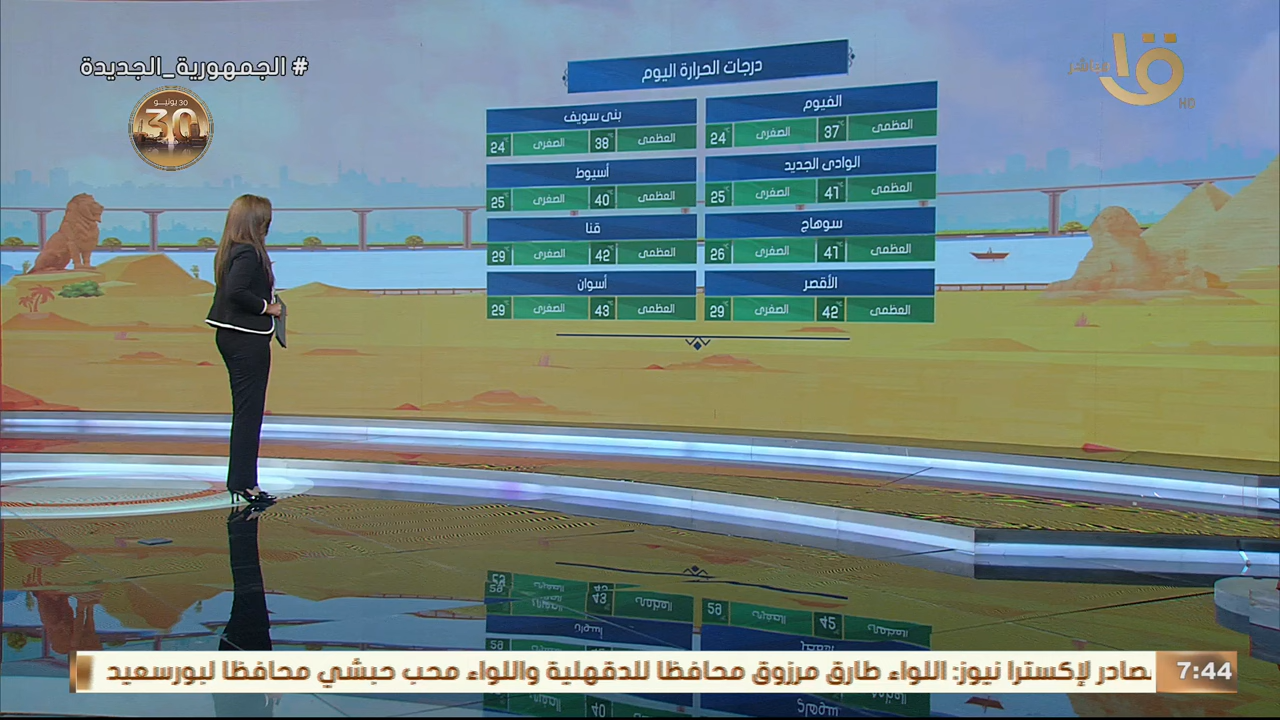 #الجمهورية_الجديدة
30 يونيو
30
مباشر
HD
درجات الحرارة اليوم
الفيوم
العظمى 37 °C الصغرى 24 °C
بنى سويف
العظمى 38 °C الصغرى 24 °C
الوادى الجديد
العظمى 41 °C الصغرى 25 °C
أسيوط
العظمى 40 °C الصغرى 25 °C
سوهاج
العظمى 41 °C الصغرى 26 °C
قنا
العظمى 42 °C الصغرى 29 °C
الأقصر
العظمى 42 °C الصغرى 29 °C
أسوان
العظمى 43 °C الصغرى 29 °C
7:44
مصادر لإكسترا نيوز: اللواء طارق مرزوق محافظا للدقهلية واللواء محب حبشي محافظا لبورسعيد